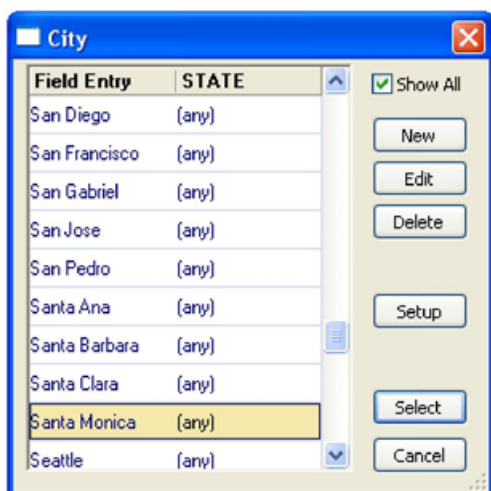 City
Field Entry STATE
Show All
San Diego (any)
New
San Francisco (any)
Edit
San Gabriel (any)
Delete
San Jose (any)
San Pedro (any)
Santa Ana (any)
Setup
Santa Barbara (any)
Santa Clara (any)
Select
Santa Monica (any)
Cancel
Seattle (any)